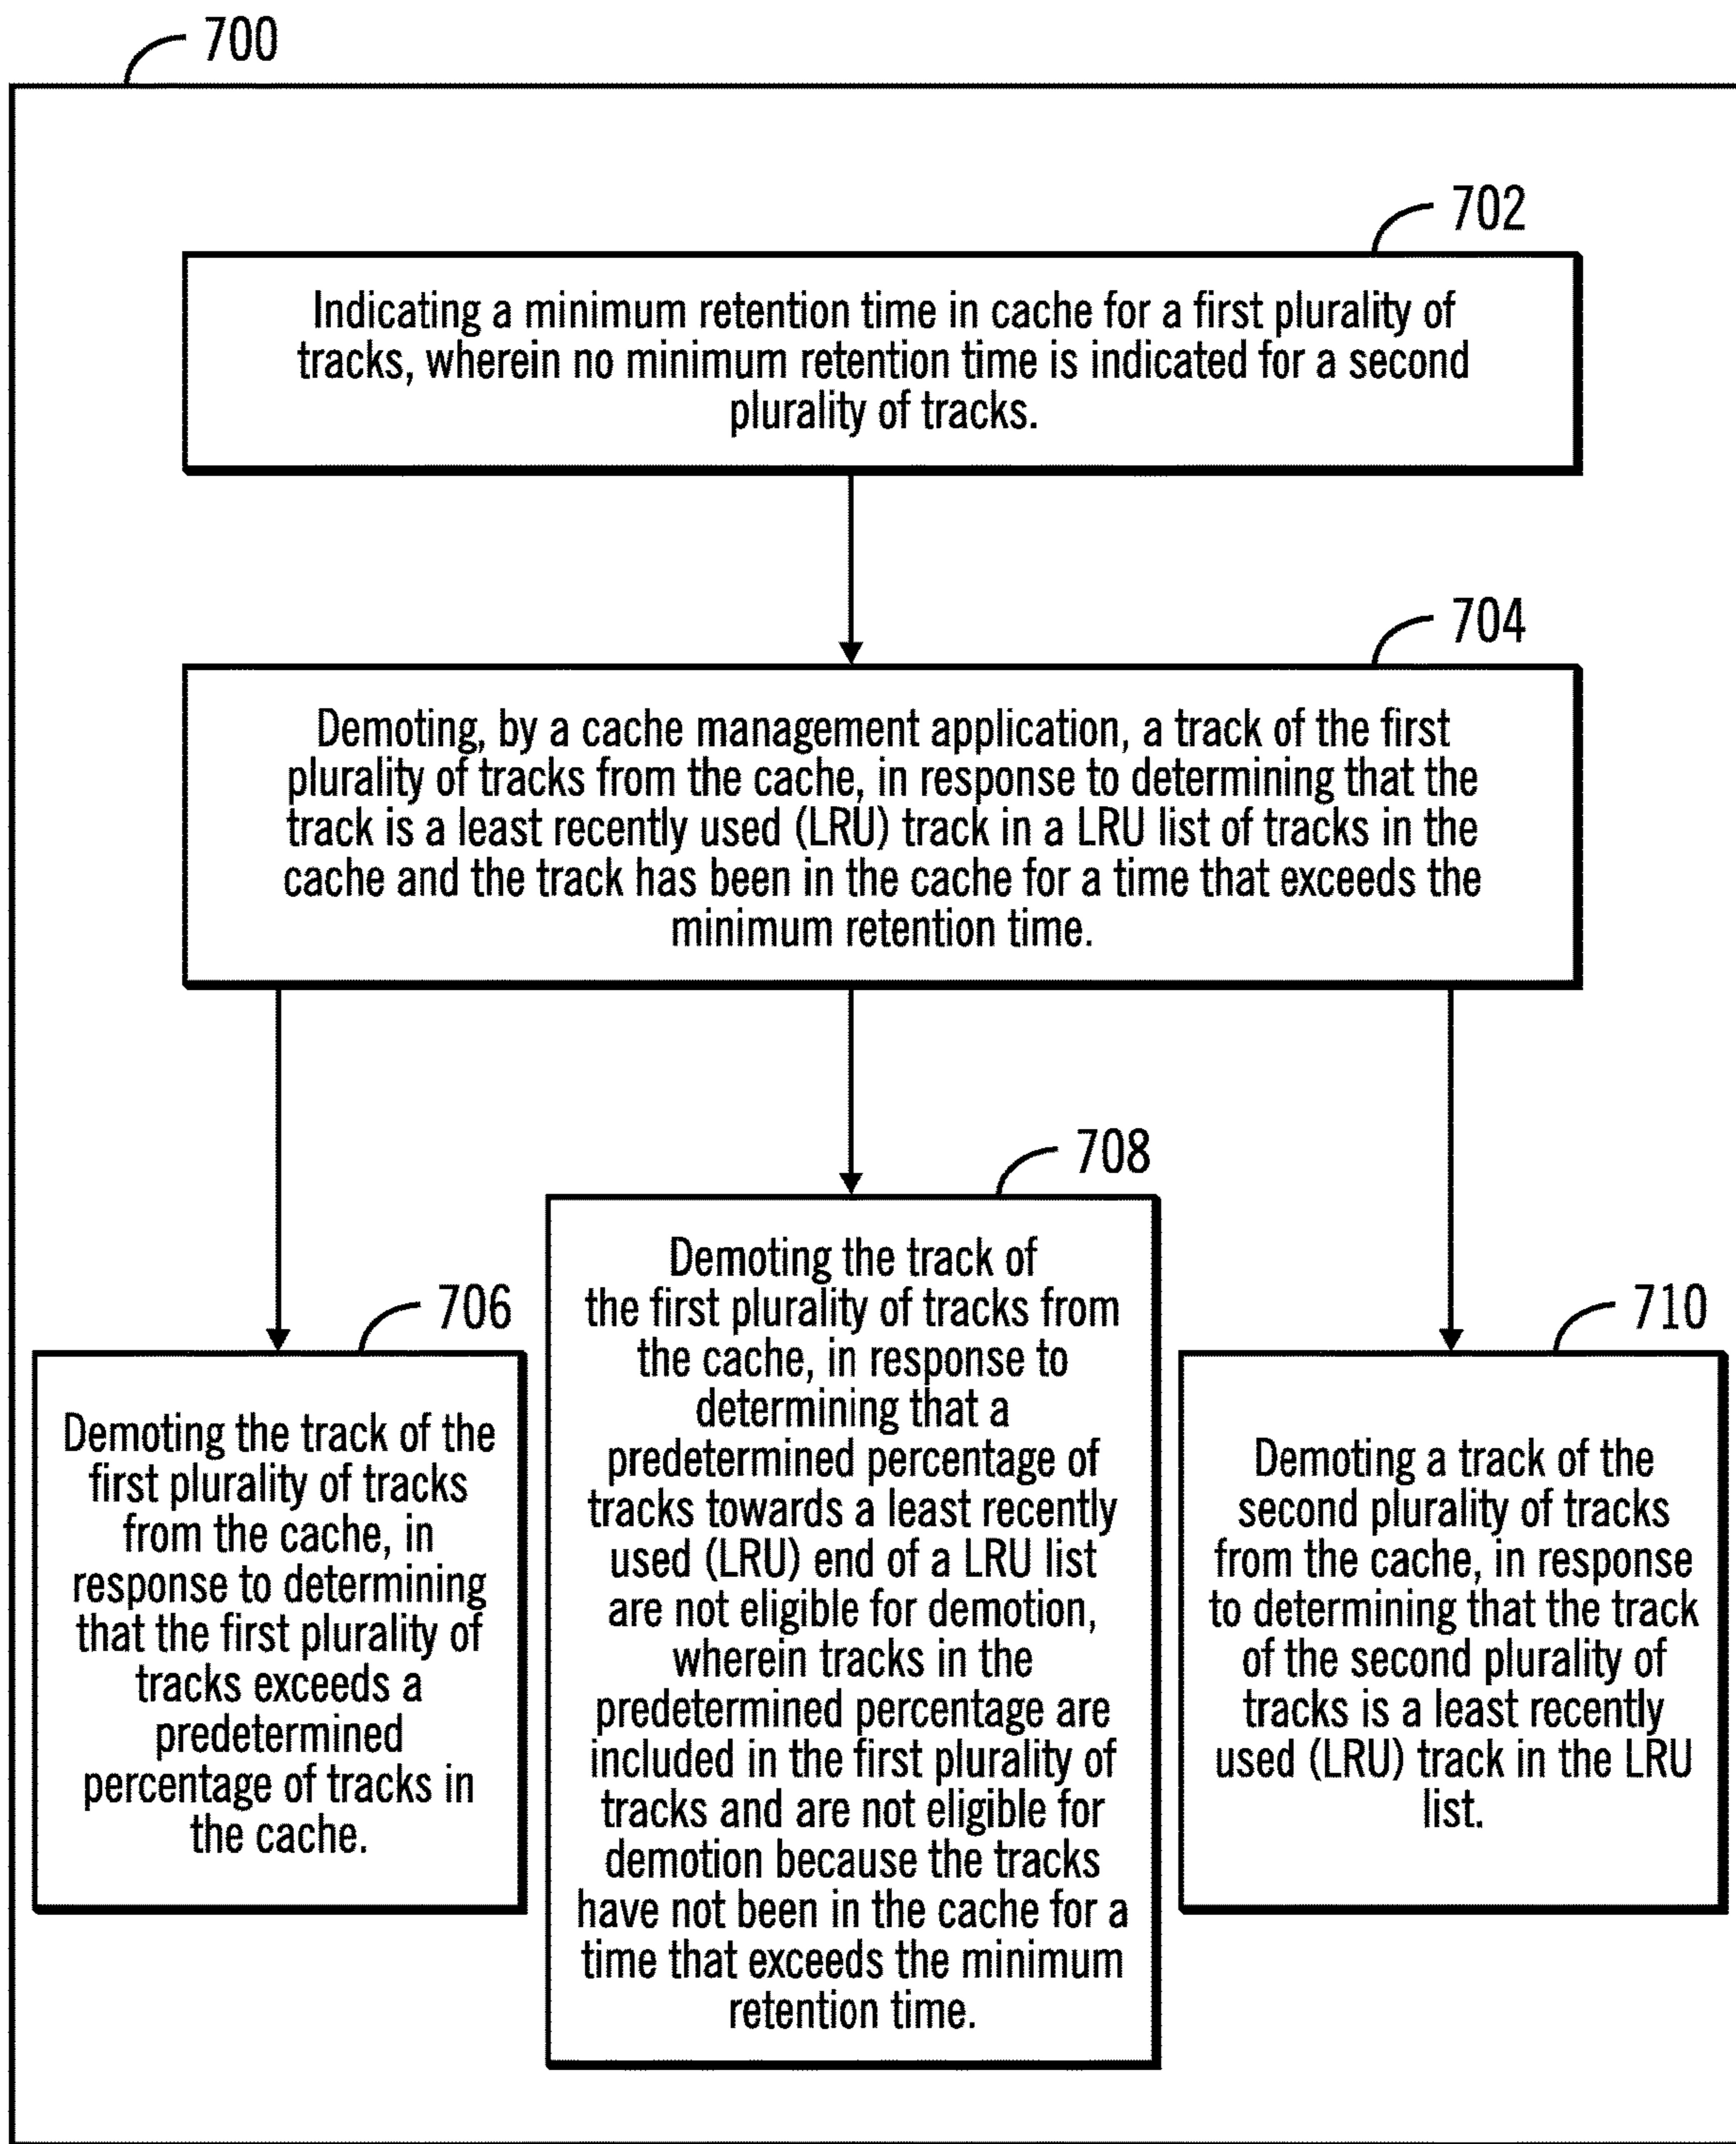 700
702
Indicating a minimum retention time in cache for a first plurality of
tracks, wherein no minimum retention time is indicated for a second
plurality of tracks.
704
Demoting, by a cache management application, a track of the first
plurality of tracks from the cache, in response to determining that the
track is a least recently used (LRU) track in a LRU list of tracks in the
cache and the track has been in the cache for a time that exceeds the
minimum retention time.
706
Demoting the track of the
first plurality of tracks
from the cache, in
response to determining
that the first plurality of
tracks exceeds a
predetermined
percentage of tracks in
the cache.
708
Demoting the track of
the first plurality of tracks from
the cache, in response to
determining that a
predetermined percentage of
tracks towards a least recently
used (LRU) end of a LRU list
are not eligible for demotion,
wherein tracks in the
predetermined percentage are
included in the first plurality of
tracks and are not eligible for
demotion because the tracks
have not been in the cache for a
time that exceeds the minimum
retention time.
710
Demoting a track of the
second plurality of tracks
from the cache, in response
to determining that the track
of the second plurality of
tracks is a least recently
used (LRU) track in the LRU
list.